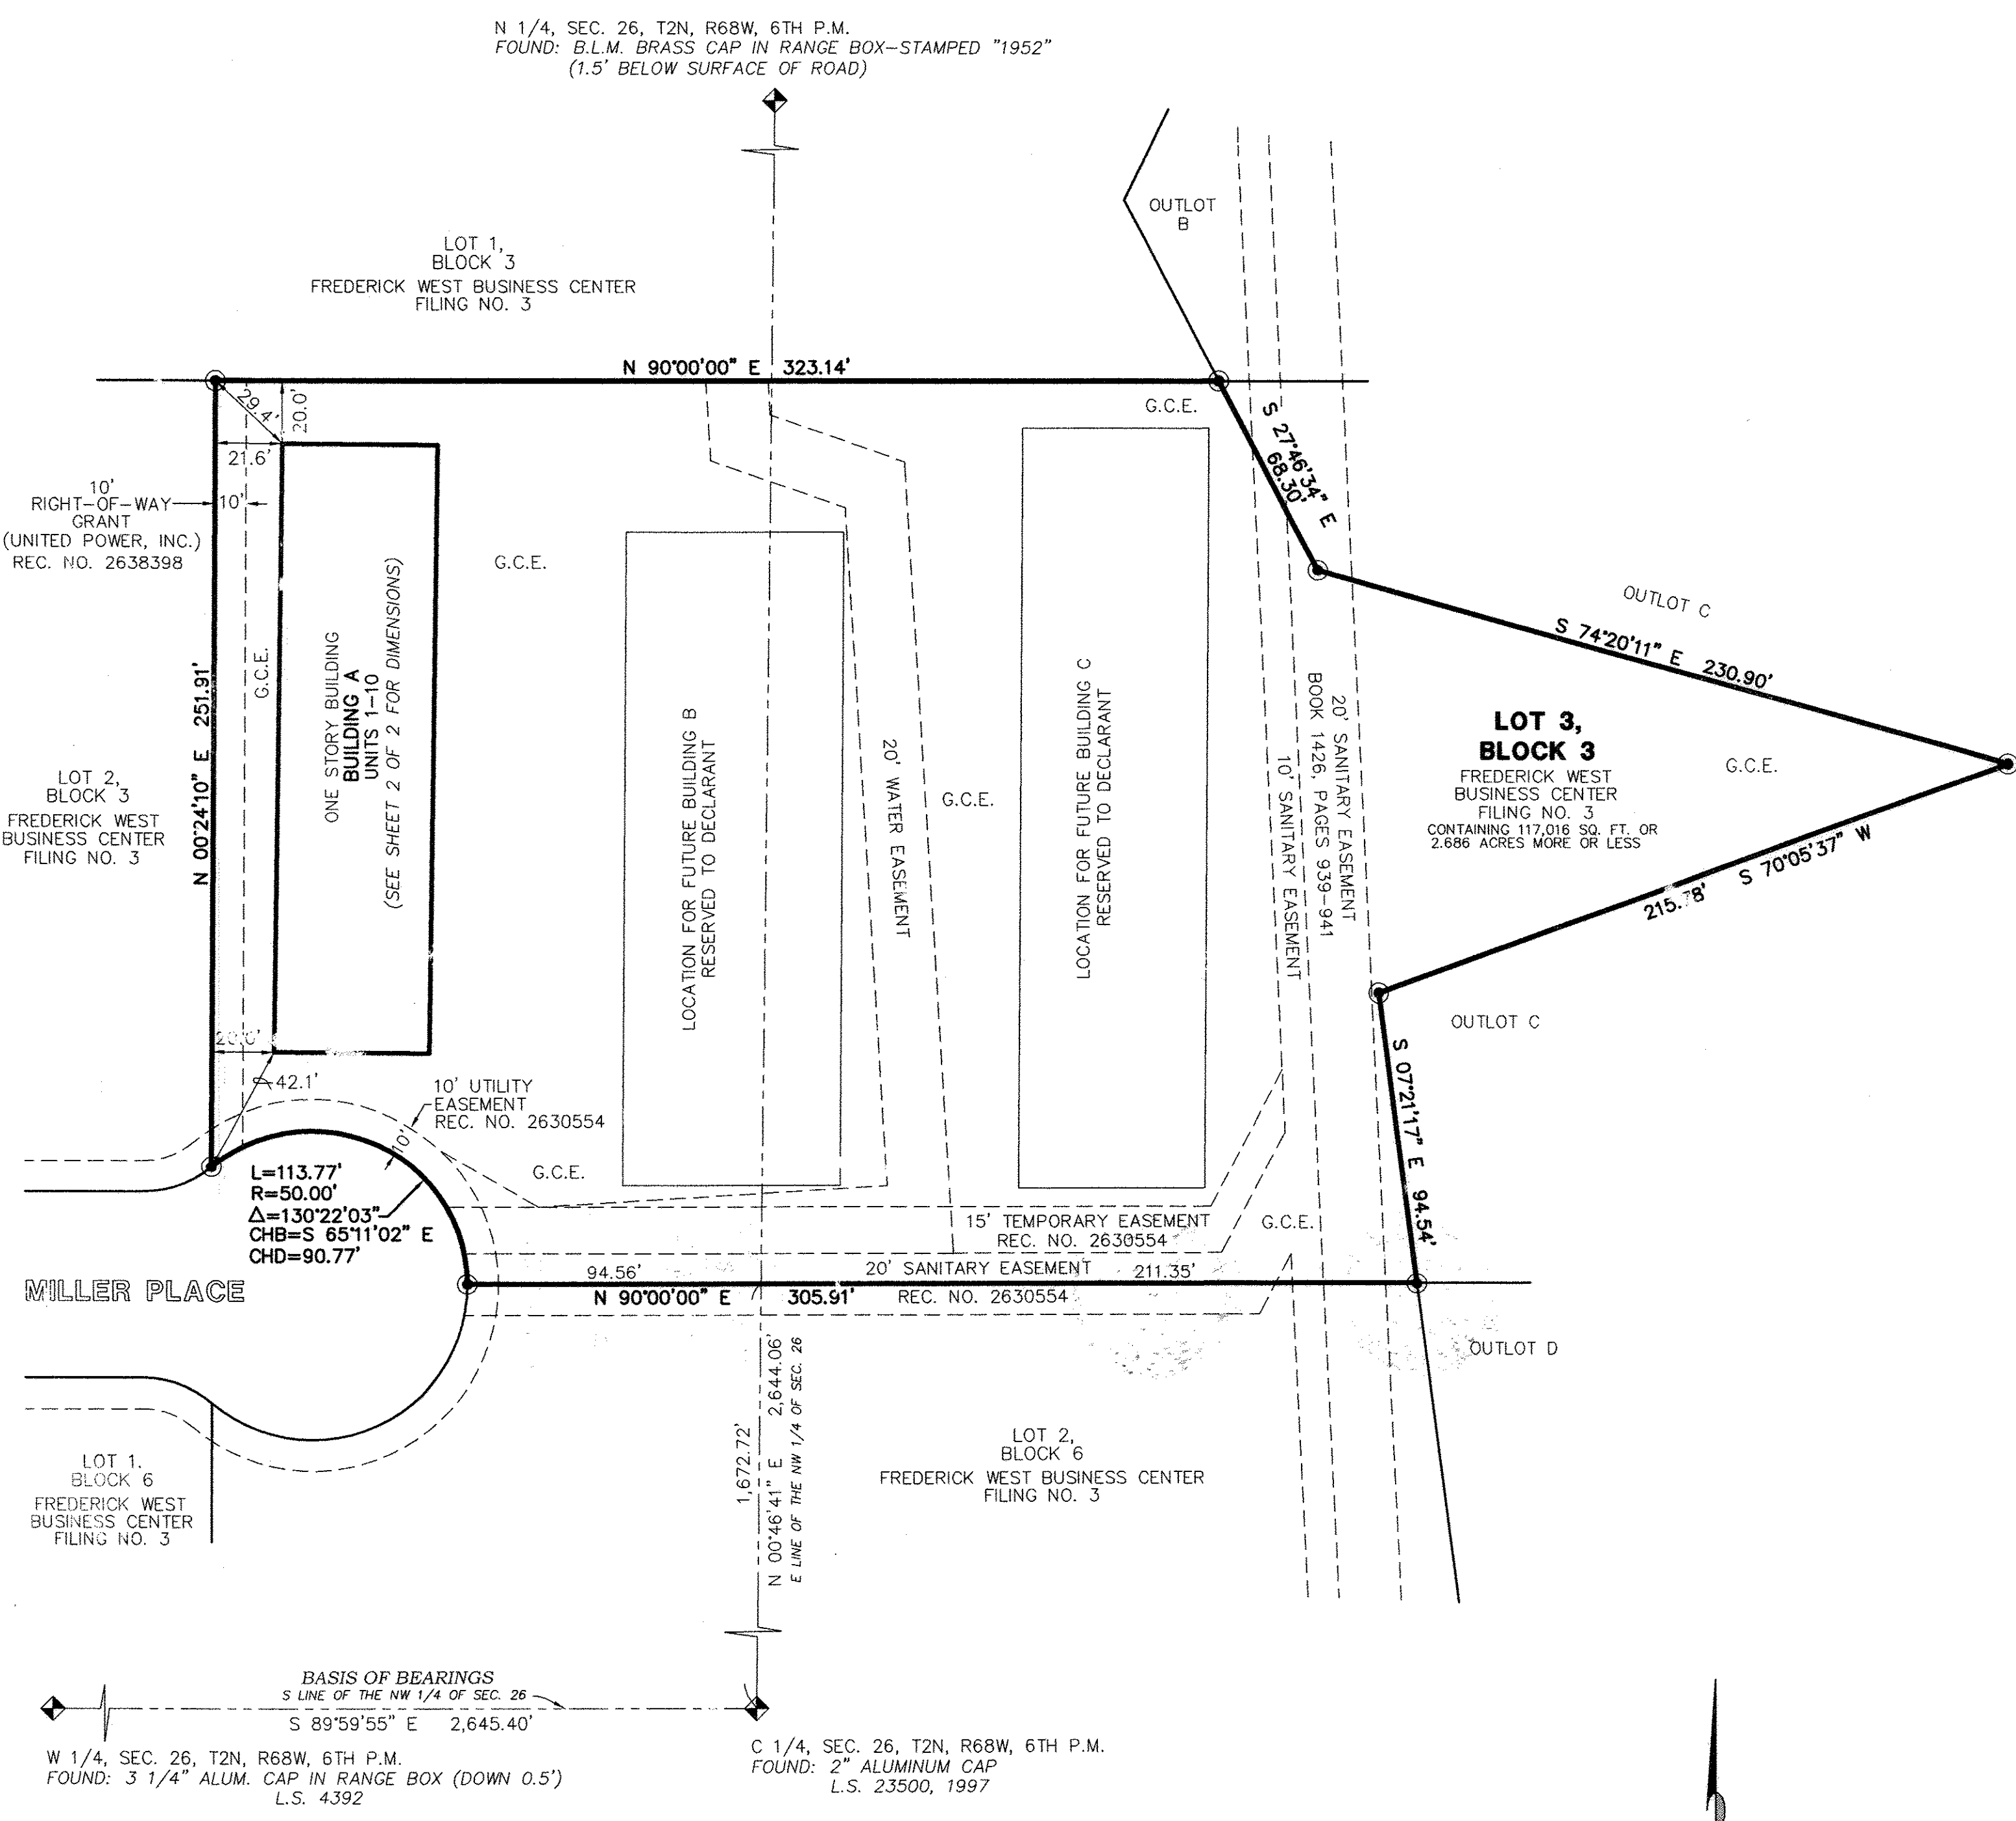 N 1/4, SEC. 26, T2N, R68W, 6TH P.M.
FOUND: B.L.M. BRASS CAP IN RANGE BOX-STAMPED "1952"
(1.5' BELOW SURFACE OF ROAD)
OUTLOT
B
LOT 1,
BLOCK 3
FREDERICK WEST BUSINESS CENTER
FILING NO. 3
N 90°00'00" E 323.14'
29.4'
20.0'
21.6'
G.C.E.
S 27°46'34" E
68.30'
10'
RIGHT-OF-WAY
GRANT
(UNITED POWER, INC.)
REC. NO. 2638398
10'
G.C.E.
OUTLOT C
S 74°20'11" E 230.90'
N 00°24'10" E 251.91'
G.C.E.
ONE STORY BUILDING
BUILDING A
UNITS 1-10
(SEE SHEET 2 OF 2 FOR DIMENSIONS)
LOCATION FOR FUTURE BUILDING B
RESERVED TO DECLARANT
20' WATER EASEMENT
G.C.E.
LOCATION FOR FUTURE BUILDING C
RESERVED TO DECLARANT
10' SANITARY EASEMENT
20' SANITARY EASEMENT
BOOK 1426, PAGES 939-941
LOT 3,
BLOCK 3
FREDERICK WEST
BUSINESS CENTER
FILING NO. 3
CONTAINING 117,016 SQ. FT. OR
2.686 ACRES MORE OR LESS
G.C.E.
215.78' S 70°05'37" W
LOT 2,
BLOCK 3
FREDERICK WEST
BUSINESS CENTER
FILING NO. 3
OUTLOT C
S 07°21'17" E 94.54'
42.1'
10' UTILITY
EASEMENT
REC. NO. 2630554
10'
G.C.E.
L=113.77'
R=50.00'
Δ=130°22'03"
CHB=S 65°11'02" E
CHD=90.77'
15' TEMPORARY EASEMENT
REC. NO. 2630554
G.C.E.
MILLER PLACE
94.56'
20' SANITARY EASEMENT
211.35'
N 90°00'00" E 305.91'
REC. NO. 2630554
OUTLOT D
1,672.72'
N 00°46'41" E 2,644.06'
E LINE OF THE NW 1/4 OF SEC. 26
LOT 2,
BLOCK 6
FREDERICK WEST BUSINESS CENTER
FILING NO. 3
LOT 1.
BLOCK 6
FREDERICK WEST
BUSINESS CENTER
FILING NO. 3
BASIS OF BEARINGS
S LINE OF THE NW 1/4 OF SEC. 26
S 89°59'55" E 2,645.40'
W 1/4, SEC. 26, T2N, R68W, 6TH P.M.
FOUND: 3 1/4" ALUM. CAP IN RANGE BOX (DOWN 0.5')
L.S. 4392
C 1/4, SEC. 26, T2N, R68W, 6TH P.M.
FOUND: 2" ALUMINUM CAP
L.S. 23500, 1997